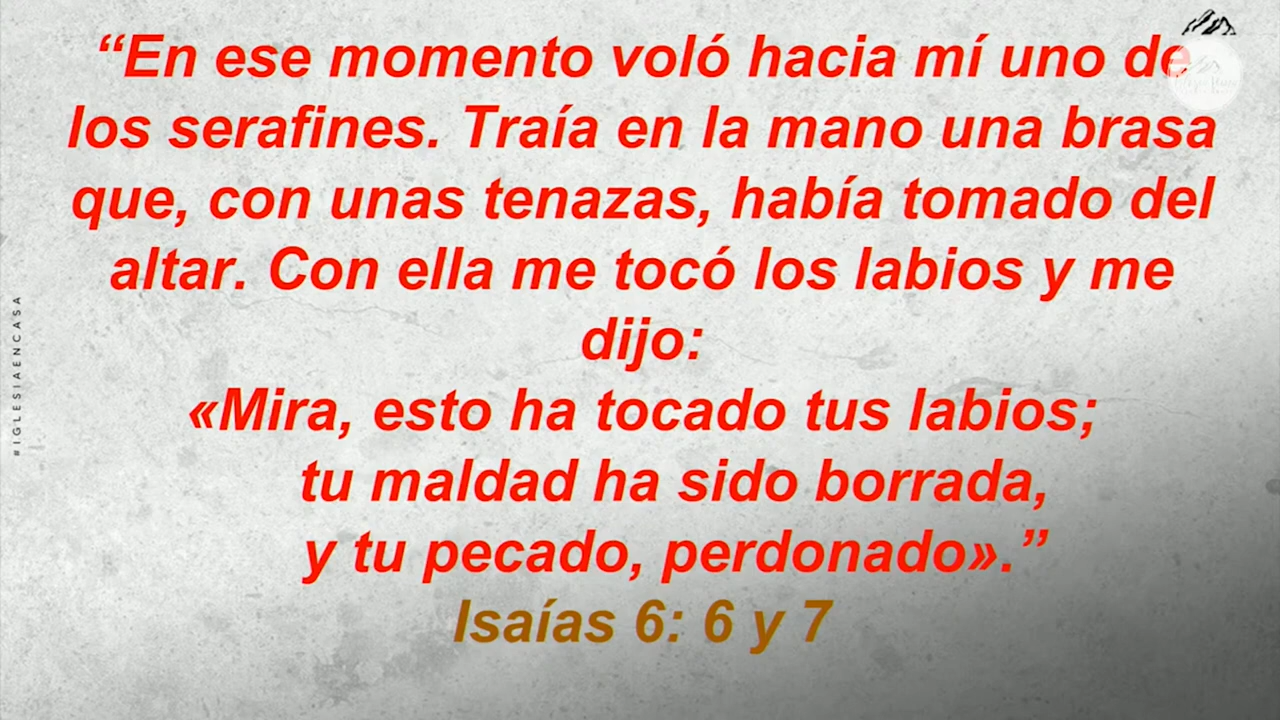 “En ese momento voló hacia mí uno de
los serafines. Traía en la mano una brasa
que, con unas tenazas, había tomado del
altar. Con ella me tocó los labios y me
dijo:
«Mira, esto ha tocado tus labios;
tu maldad ha sido borrada,
y tu pecado, perdonado».”
Isaías 6: 6 y 7
#IGLESIAENCASA